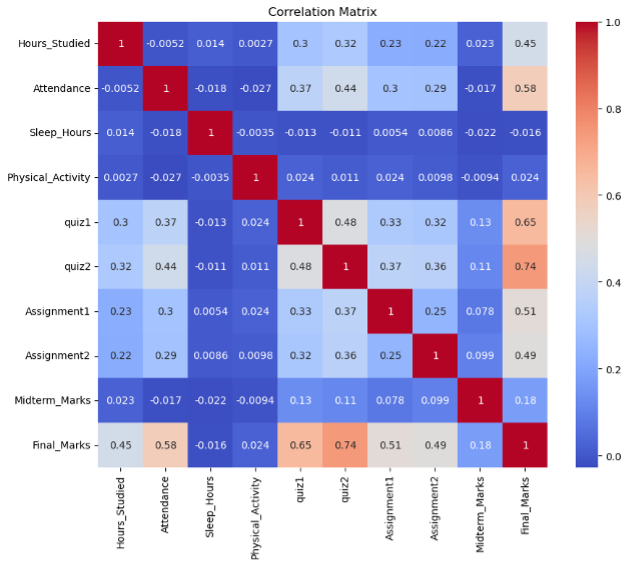 Correlation Matrix
Hours_Studied 1 -0.0052 0.014 0.0027 0.3 0.32 0.23 0.22 0.023 0.45
Attendance -0.0052 1 -0.018 -0.027 0.37 0.44 0.3 0.29 -0.017 0.58
Sleep_Hours 0.014 -0.018 1 -0.0035 -0.013 -0.011 0.0054 0.0086 -0.022 -0.016
Physical_Activity 0.0027 -0.027 -0.0035 1 0.024 0.011 0.024 0.0098 -0.0094 0.024
quiz1 0.3 0.37 -0.013 0.024 1 0.48 0.33 0.32 0.13 0.65
quiz2 0.32 0.44 -0.011 0.011 0.48 1 0.37 0.36 0.11 0.74
Assignment1 0.23 0.3 0.0054 0.024 0.33 0.37 1 0.25 0.078 0.51
Assignment2 0.22 0.29 0.0086 0.0098 0.32 0.36 0.25 1 0.099 0.49
Midterm_Marks 0.023 -0.017 -0.022 -0.0094 0.13 0.11 0.078 0.099 1 0.18
Final_Marks 0.45 0.58 -0.016 0.024 0.65 0.74 0.51 0.49 0.18 1
Hours_Studied
Attendance
Sleep_Hours
Physical_Activity
quiz1
quiz2
Assignment1
Assignment2
Midterm_Marks
Final_Marks
1.0
0.8
0.6
0.4
0.2
0.0